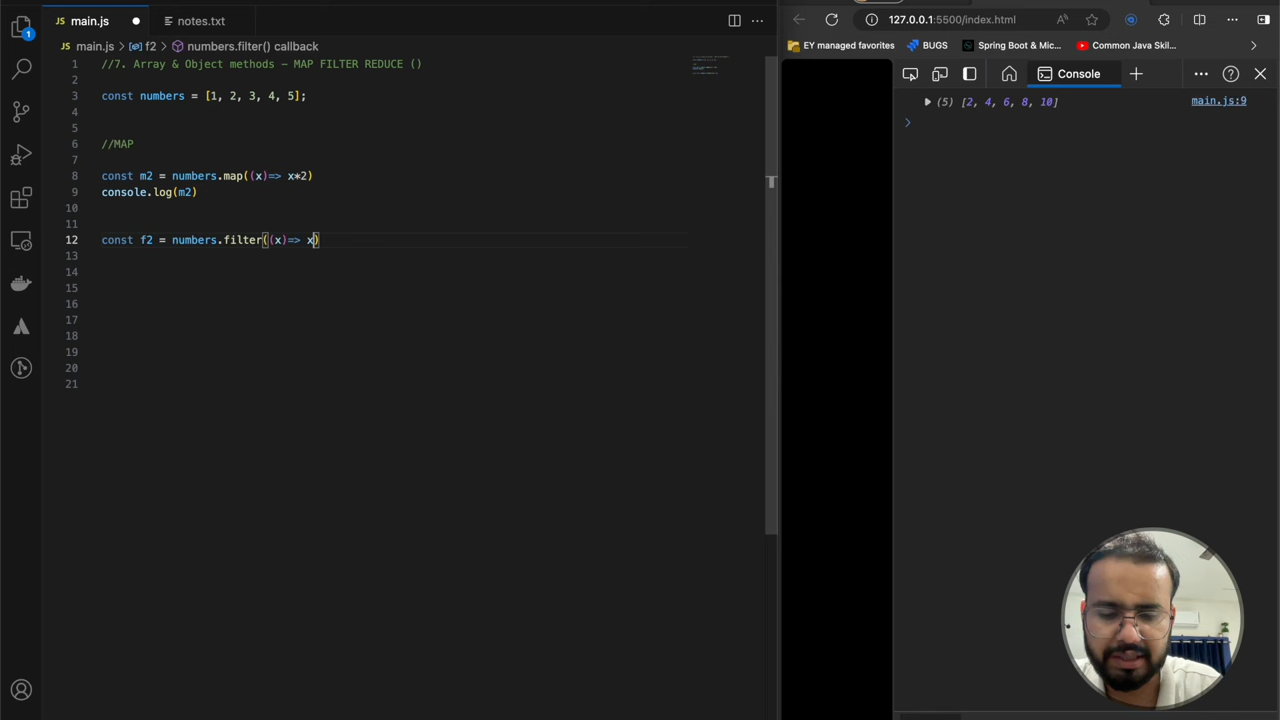 main.js
notes.txt
main.js > f2 > numbers.filter() callback
1 //7. Array & Object methods - MAP FILTER REDUCE ()
2
3 const numbers = [1, 2, 3, 4, 5];
4
5
6 //MAP
7
8 const m2 = numbers.map((x)=> x*2)
9 console.log(m2)
10
11
12 const f2 = numbers.filter((x)=> x)
13
14
15
16
17
18
19
20
21
1
JS
JS
127.0.0.1:5500/index.html
EY managed favorites
BUGS
Spring Boot & Mic...
Common Java Skil...
Console
(5) [2, 4, 6, 8, 10]
main.js:9